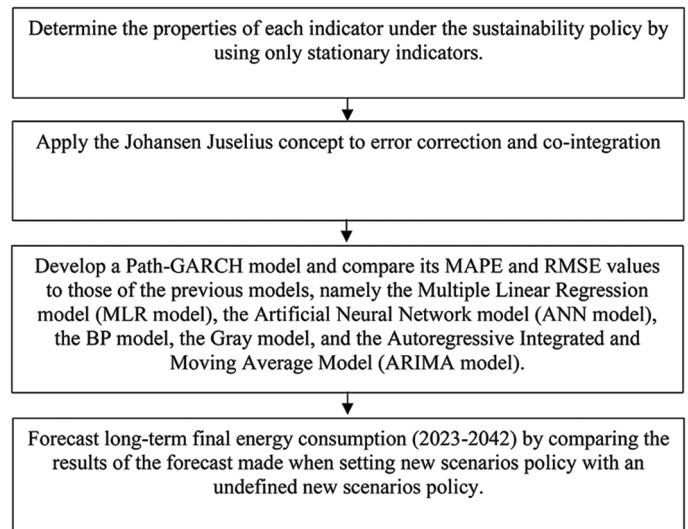 Determine the properties of each indicator under the sustainability policy by
using only stationary indicators.
Apply the Johansen Juselius concept to error correction and co-integration
Develop a Path-GARCH model and compare its MAPE and RMSE values
to those of the previous models, namely the Multiple Linear Regression
model (MLR model), the Artificial Neural Network model (ANN model),
the BP model, the Gray model, and the Autoregressive Integrated and
Moving Average Model (ARIMA model).
Forecast long-term final energy consumption (2023-2042) by comparing the
results of the forecast made when setting new scenarios policy with an
undefined new scenarios policy.